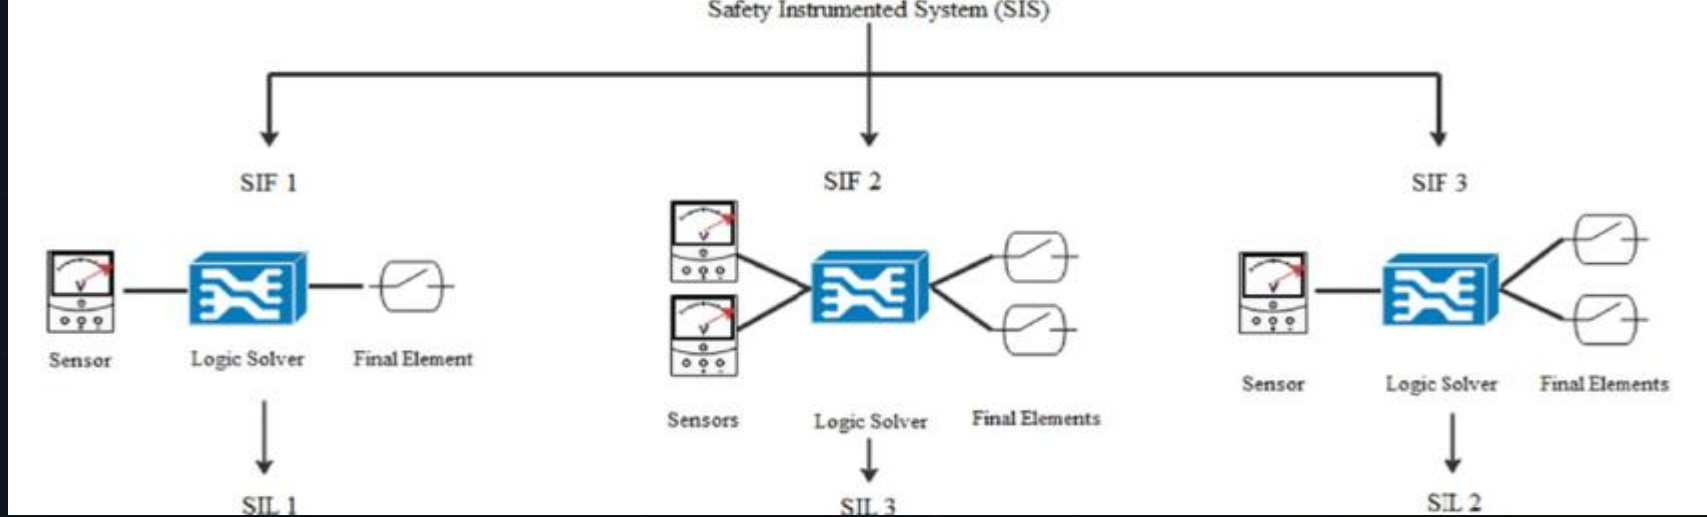 Safety Instrumented System (SIS)
SIF 1
SIF 2
SIF 3
V
V
V
V
Sensor
Logic Solver
Final Element
Sensors
Logic Solver
Final Elements
Sensor
Logic Solver
Final Elements
SIL 1
SIL 3
SIL 2